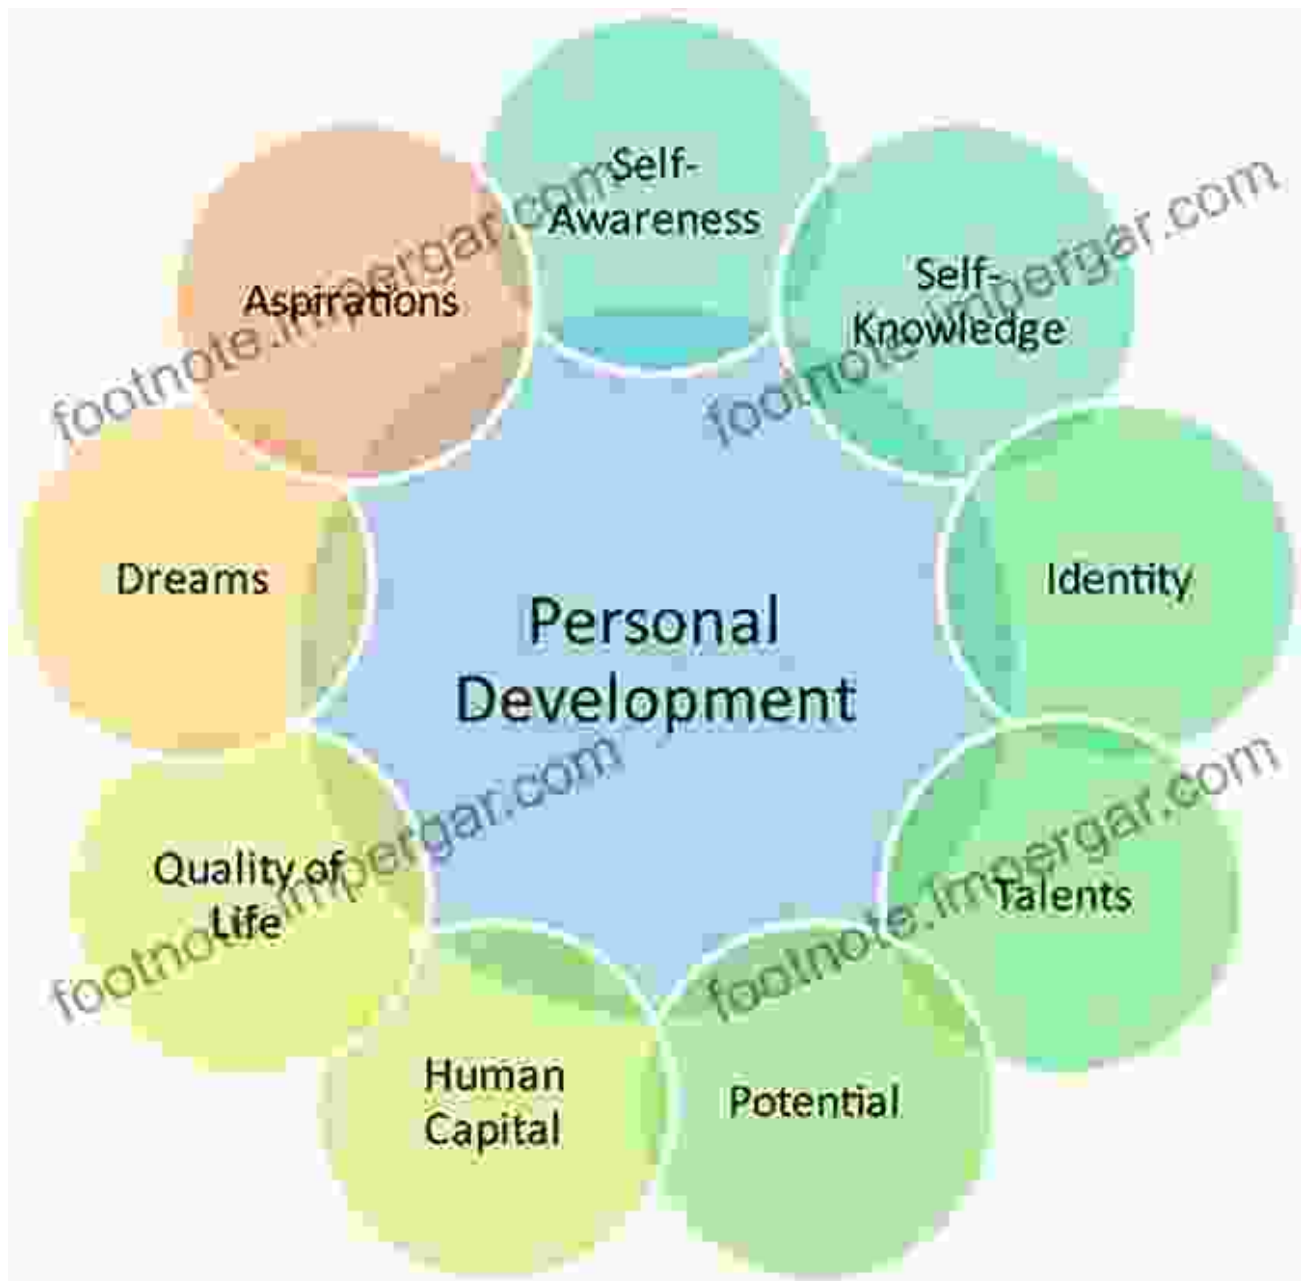 Self-
Awareness
Self-
Knowledge
Identity
Talents
Potential
Human
Capital
Quality of
Life
Dreams
Aspirations
Personal
Development
footnote.impergar.com
footnote.impergar.com
footnote.impergar.com
footnote.impergar.com